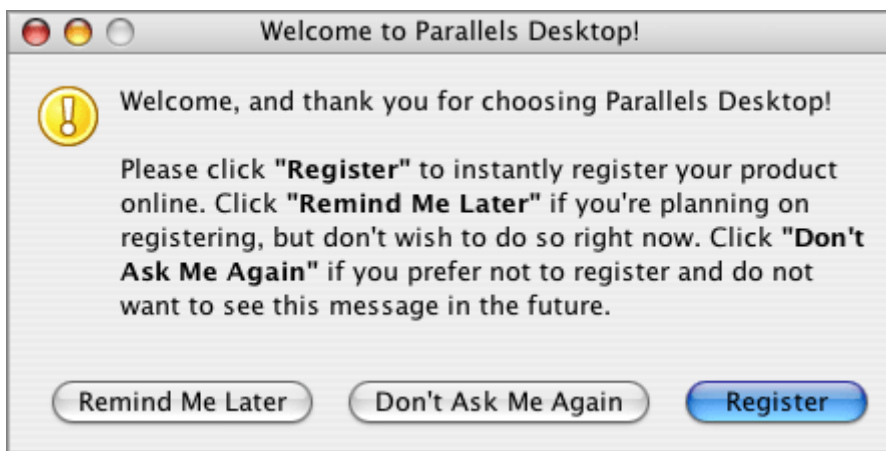 Welcome to Parallels Desktop!
Welcome, and thank you for choosing Parallels Desktop!
Please click "Register" to instantly register your product
online. Click "Remind Me Later" if you're planning on
registering, but don't wish to do so right now. Click "Don't
Ask Me Again" if you prefer not to register and do not
want to see this message in the future.
Remind Me Later Don't Ask Me Again Register